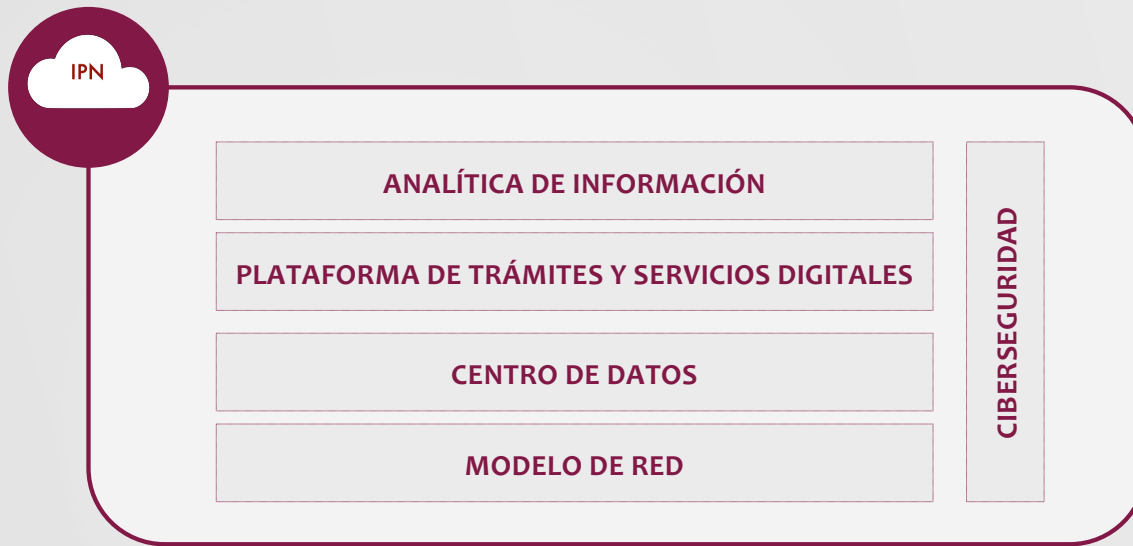 IPN
ANALÍTICA DE INFORMACIÓN
PLATAFORMA DE TRÁMITES Y SERVICIOS DIGITALES
CENTRO DE DATOS
MODELO DE RED
CIBERSEGURIDAD